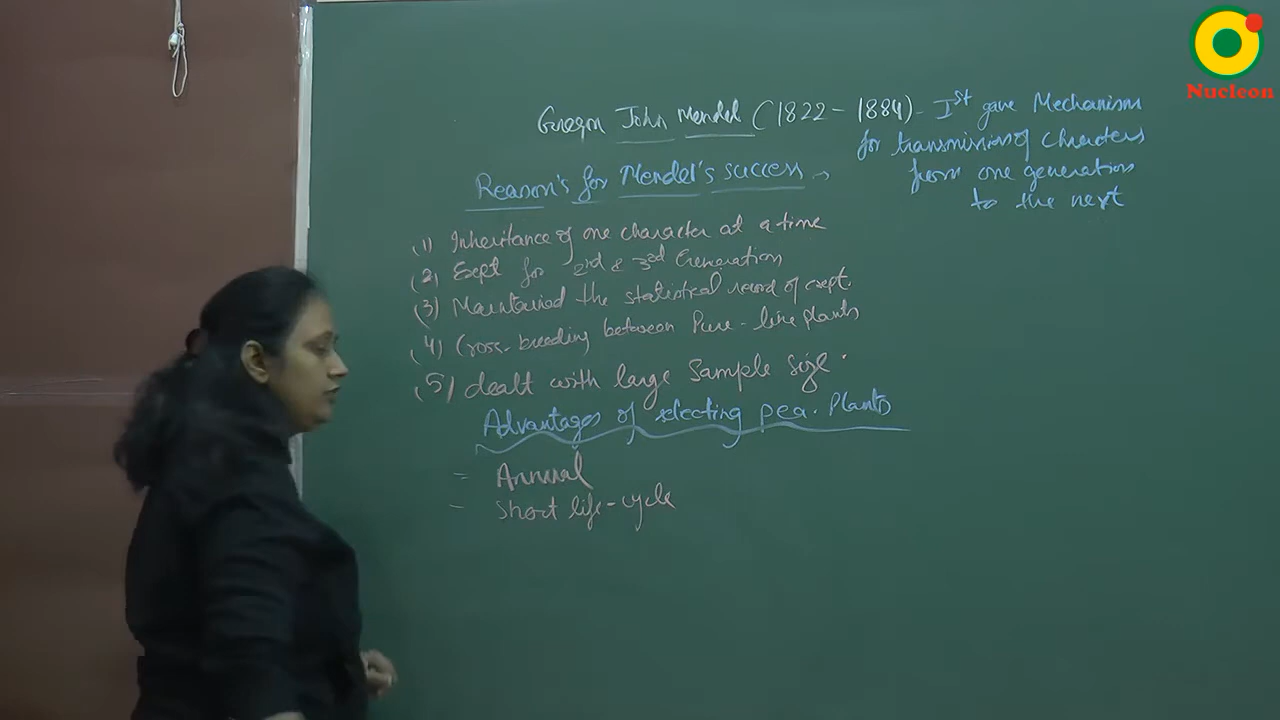 Nucleon
Gregor John Mendel (1822 - 1884) - Ist gave Mechanism
for transmission of Characters
from one generation
to the next
Reason's for Mendel's success →
(1) Inheritance of one character at a time
(2) Expt for 2nd & 3rd Generation
(3) Maintained the statistical record of expt.
(4) Cross-breeding between Pure-line plants
(5) dealt with large Sample Size.
Advantages of selecting pea. Plants
- Annual
- Short life-cycle